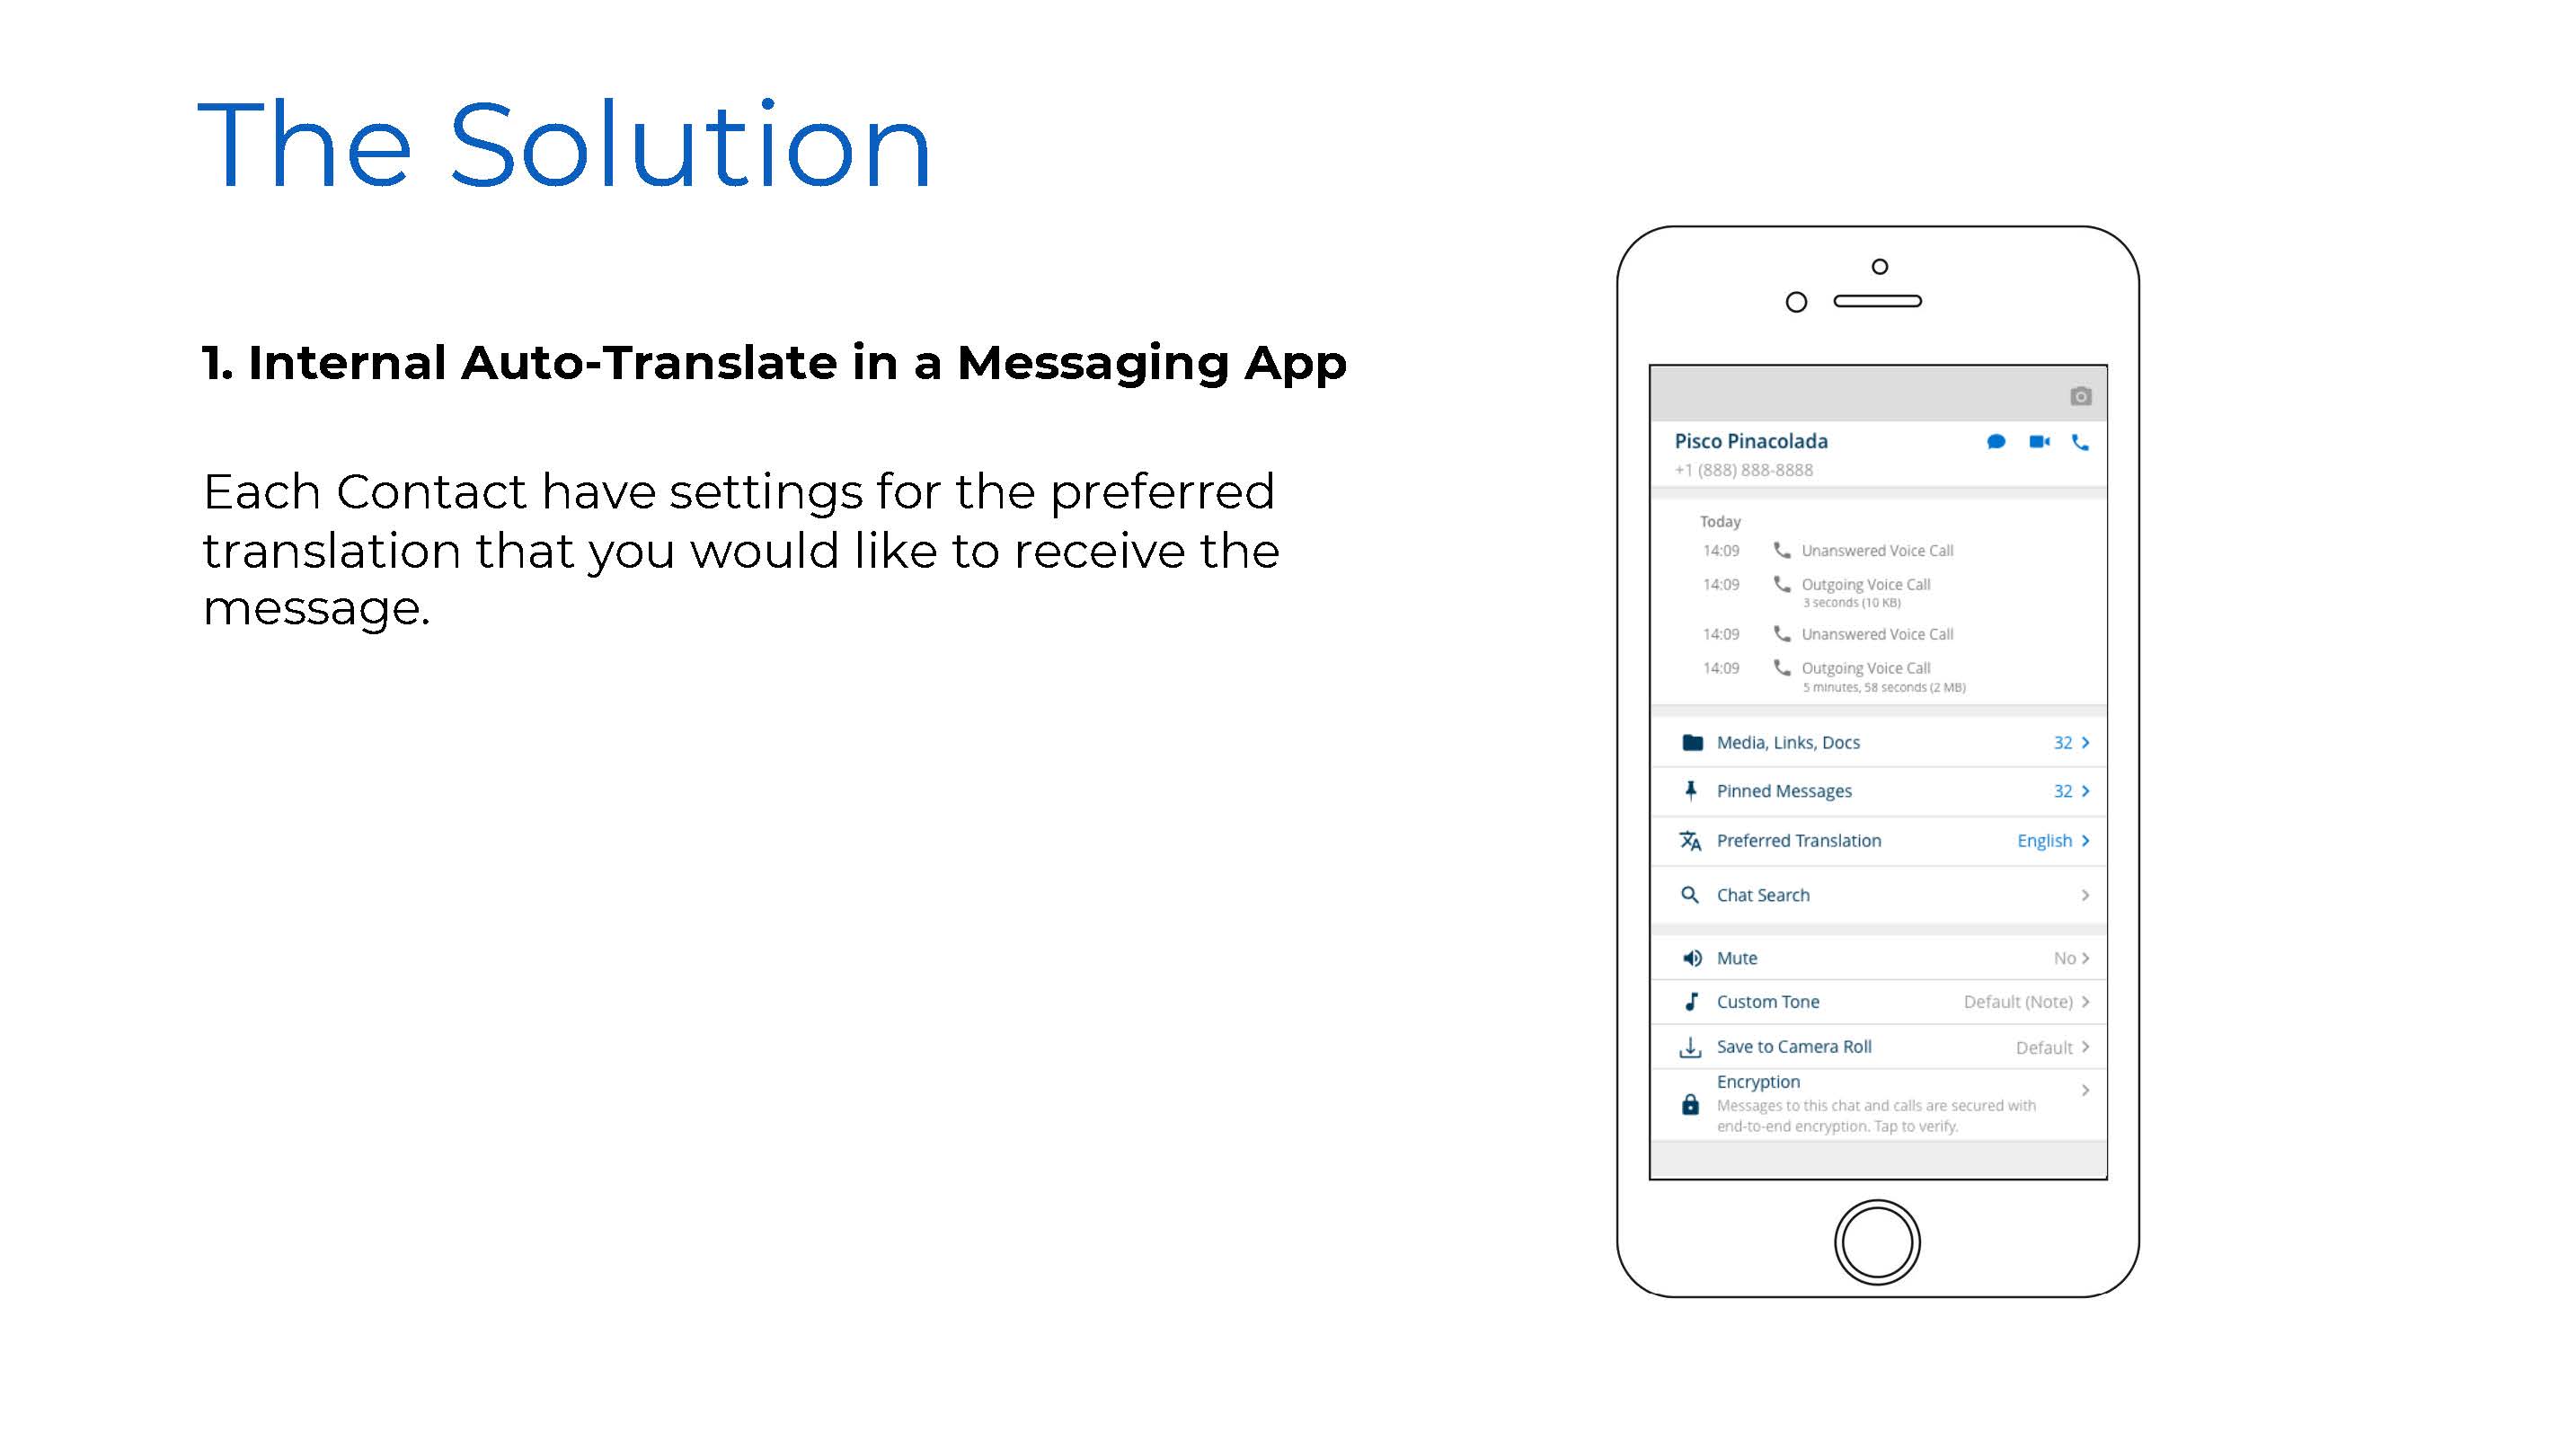 The Solution
1. Internal Auto-Translate in a Messaging App
Each Contact have settings for the preferred
translation that you would like to receive the
message.
Pisco Pinacolada
+1 (888) 888-8888
Today
14:09 Unanswered Voice Call
14:09 Outgoing Voice Call
3 seconds (10 KB)
14:09 Unanswered Voice Call
14:09 Outgoing Voice Call
5 minutes, 58 seconds (2 MB)
Media, Links, Docs 32
Pinned Messages 32
Preferred Translation English
Chat Search
Mute No
Custom Tone Default (Note)
Save to Camera Roll Default
Encryption
Messages to this chat and calls are secured with
end-to-end encryption. Tap to verify.